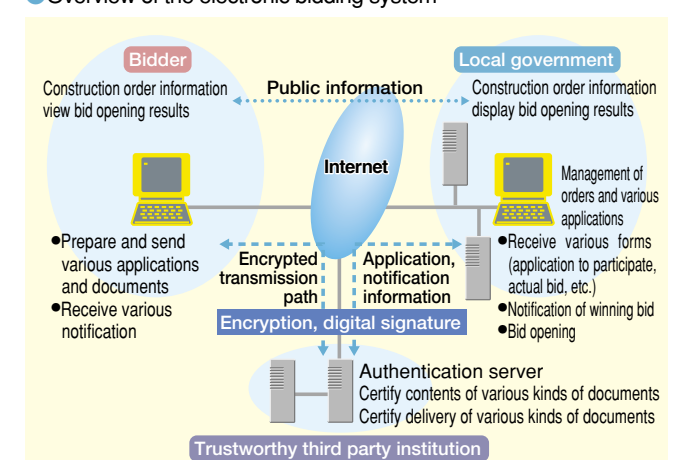 ●Overview of the electronic bidding system
Bidder
Construction order information
view bid opening results
Public information
Local government
Construction order information
display bid opening results
Internet
Management of
orders and various
applications
●Prepare and send
various applications
and documents
●Receive various
notification
Encrypted
transmission
path
Application,
notification
information
●Receive various forms
(application to participate,
actual bid, etc.)
●Notification of winning bid
●Bid opening
Encryption, digital signature
Authentication server
Certify contents of various kinds of documents
Certify delivery of various kinds of documents
Trustworthy third party institution